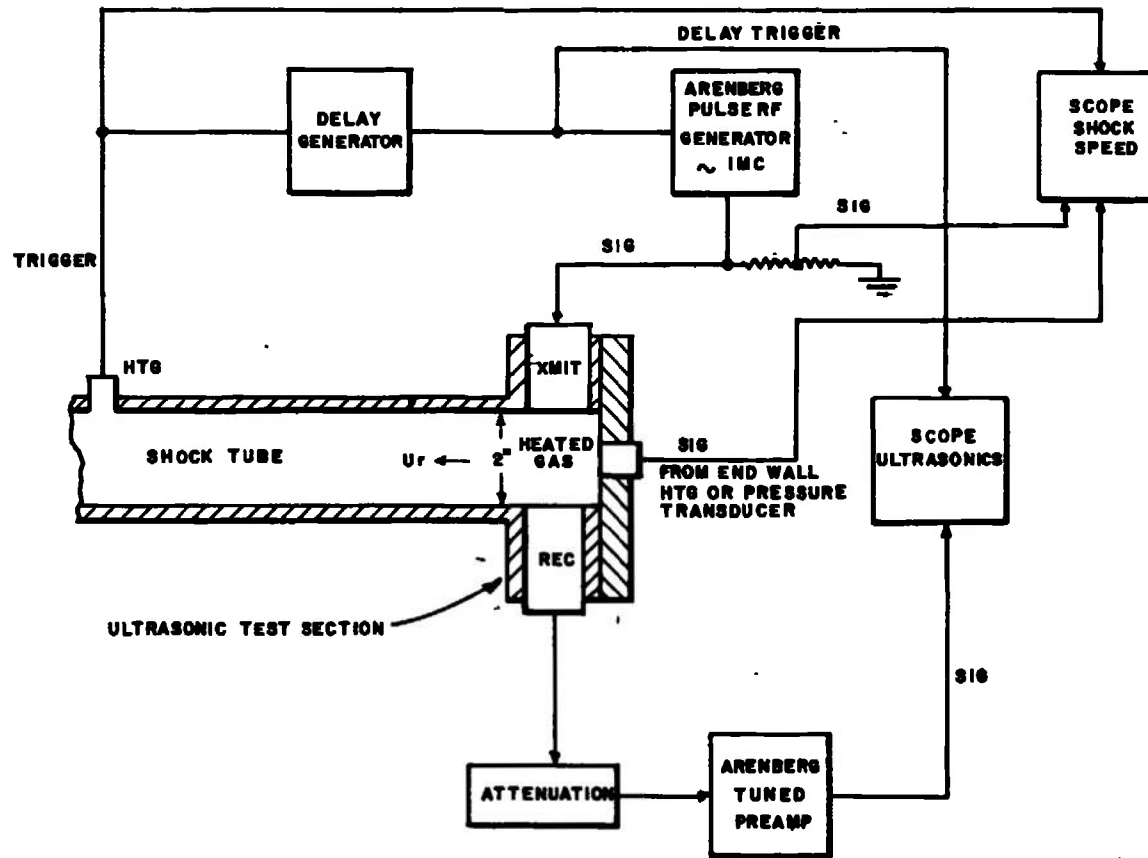 DELAY TRIGGER
DELAY
GENERATOR
ARENBERG
PULSE RF
GENERATOR
~ 1MC
SCOPE
SHOCK
SPEED
SIG
SIG
TRIGGER
HTG
XMIT
SHOCK TUBE
Ur
2"
HEATED
GAS
SIG
FROM END WALL
HTG OR PRESSURE
TRANSDUCER
SCOPE
ULTRASONICS
REC
ULTRASONIC TEST SECTION
SIG
ATTENUATION
ARENBERG
TUNED
PREAMP